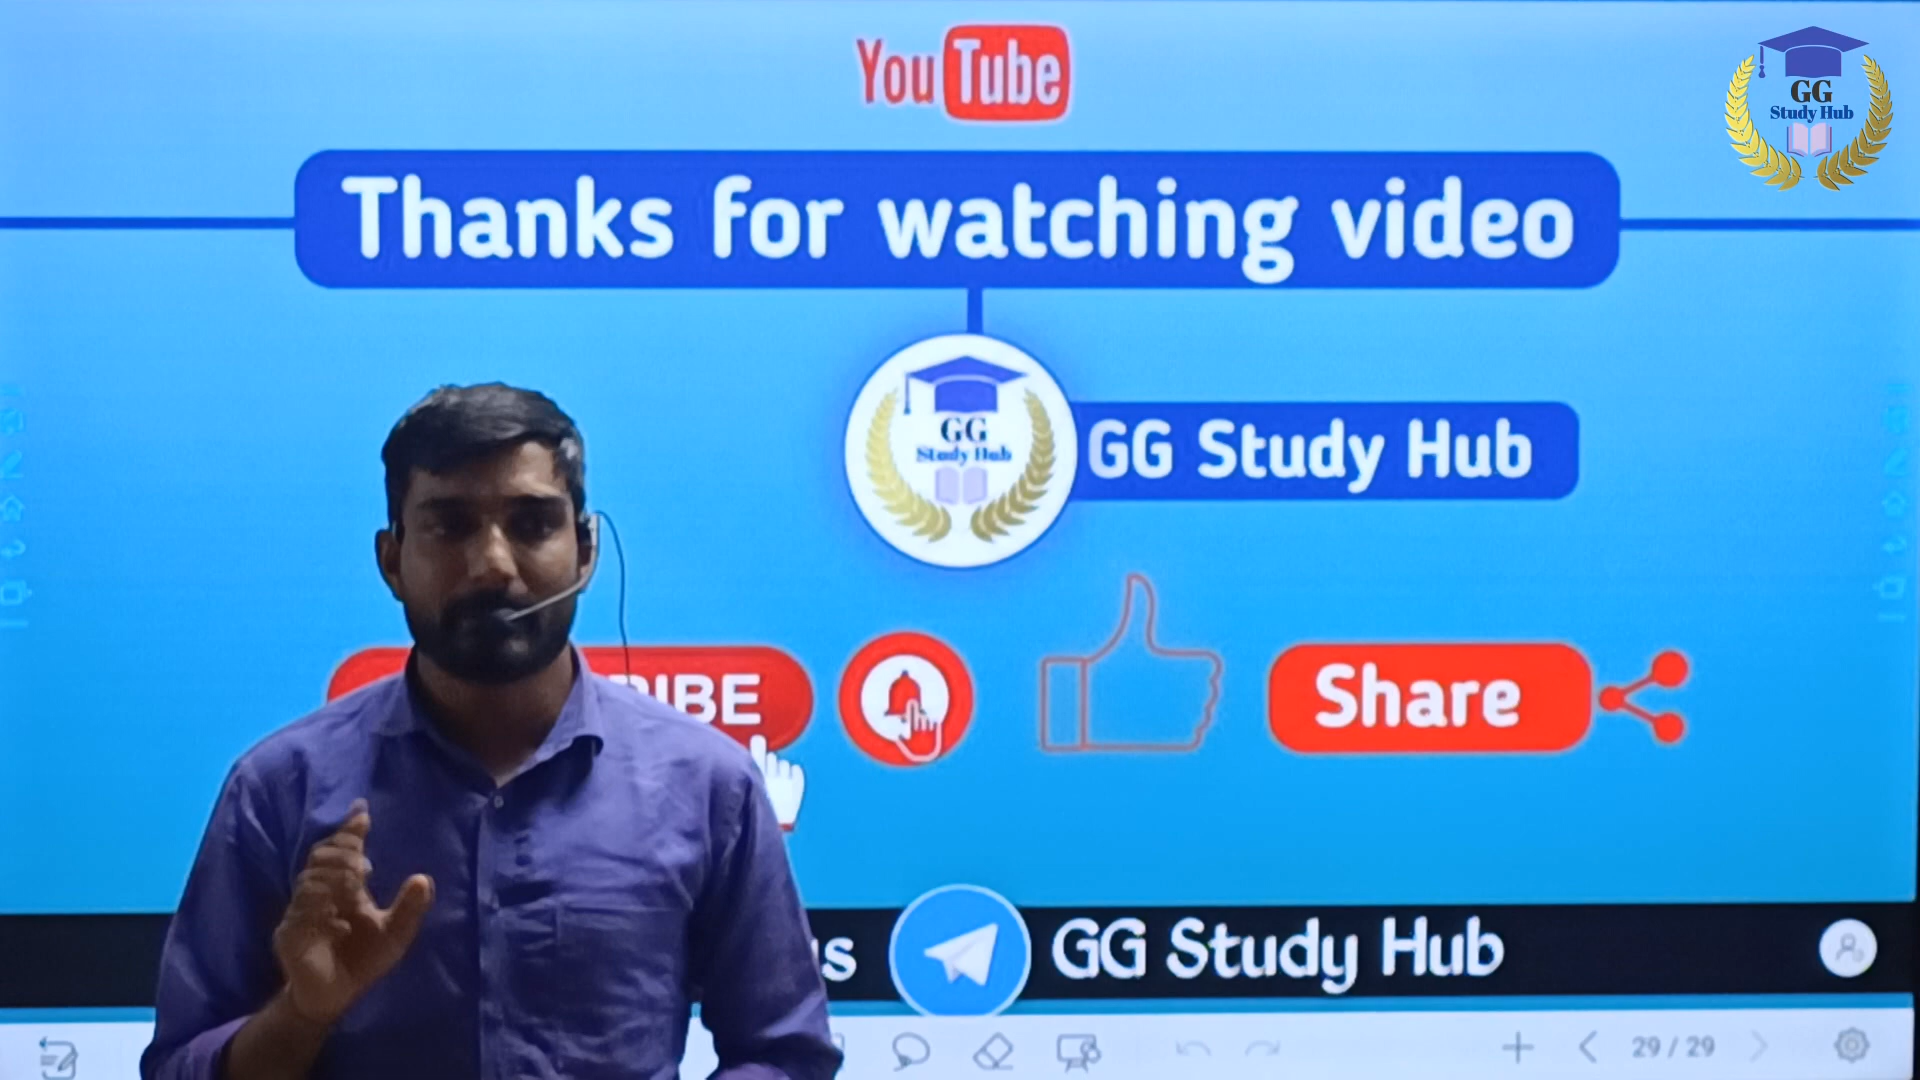 YouTube
GG
Study Hub
Thanks for watching video
GG
Study Hub
GG Study Hub
Share
GG Study Hub
29 / 29